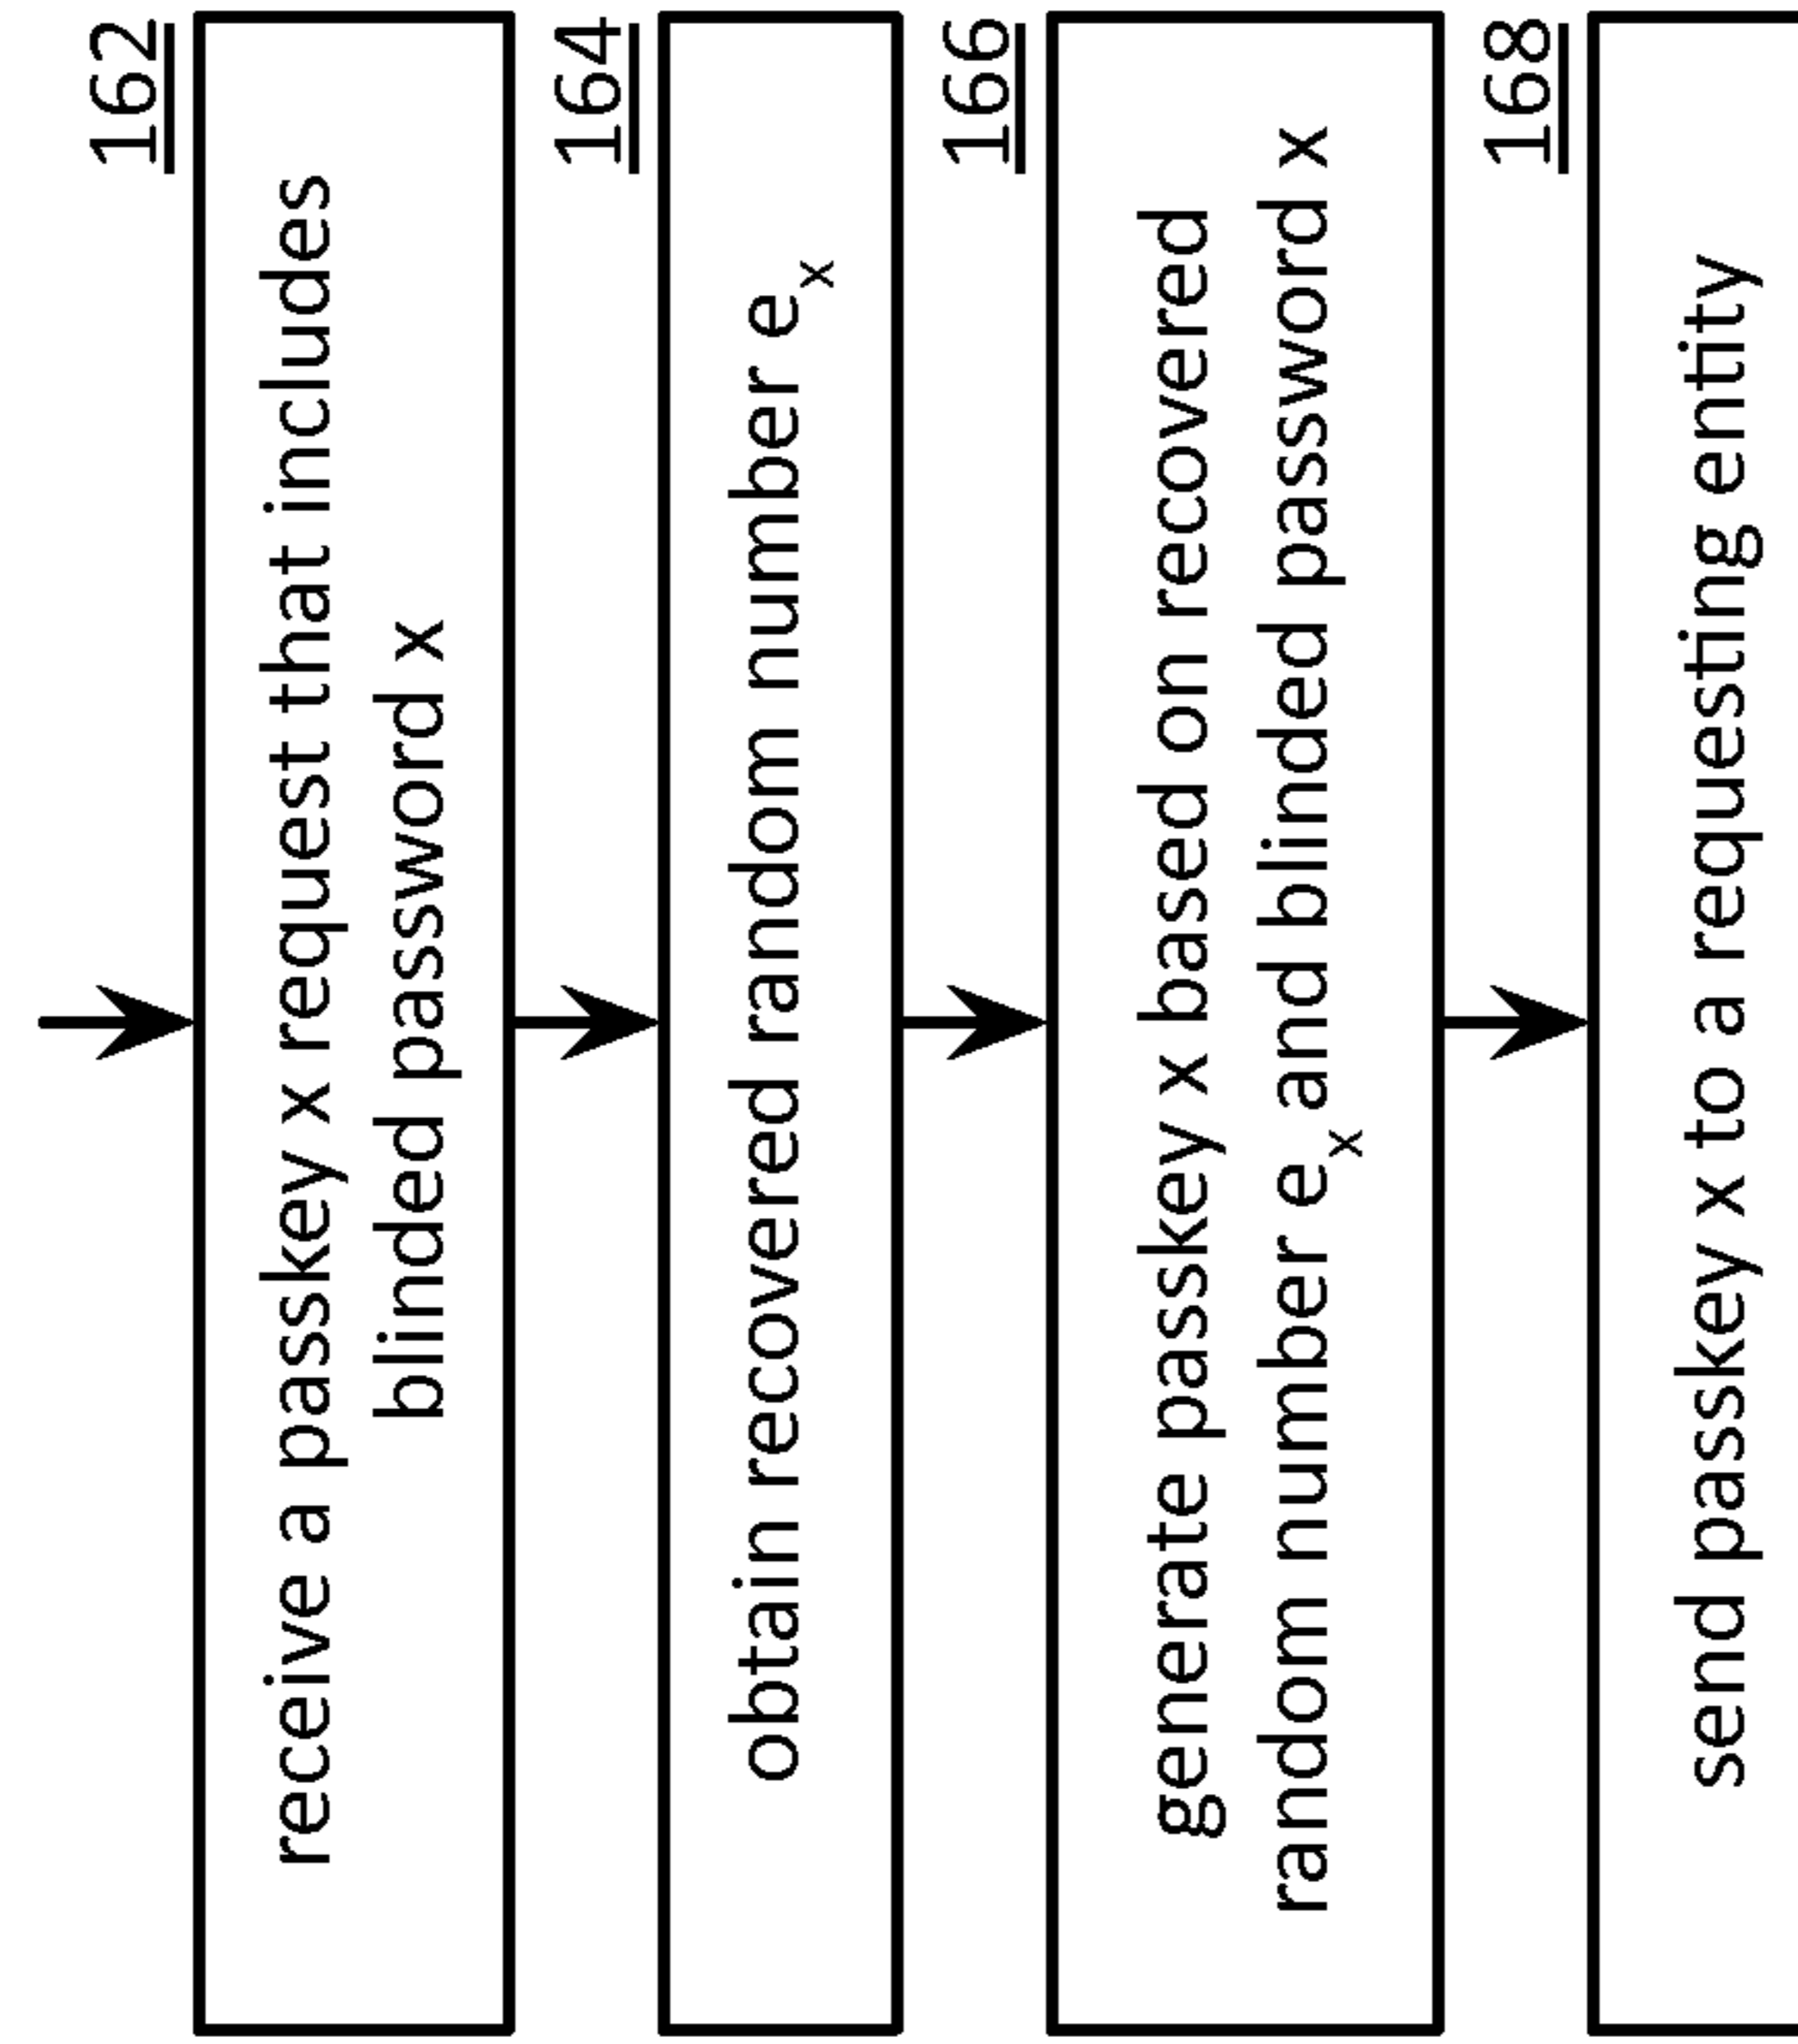 162
receive a passkey x request that includes
blinded password x
164
obtain recovered random number eₓ
166
generate passkey x based on recovered
random number eₓ and blinded password x
168
send passkey x to a requesting entity